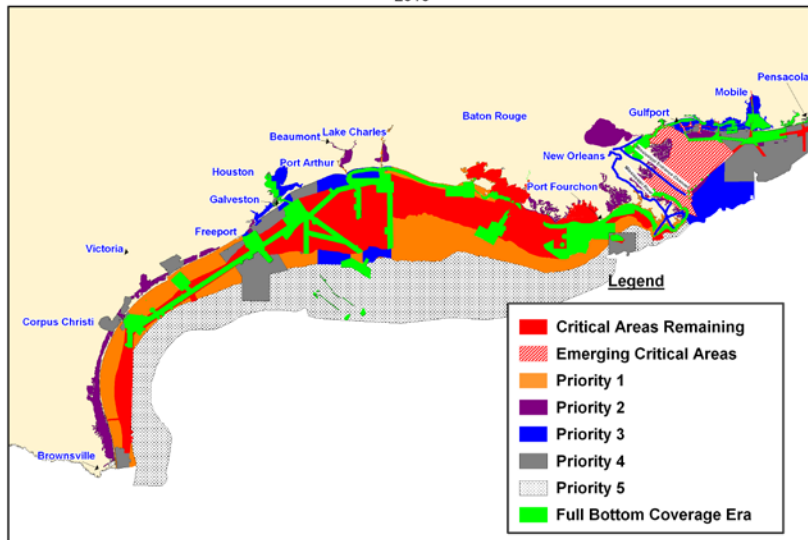 Pensacola
Mobile
Gulfport
Baton Rouge
Lake Charles
Beaumont
New Orleans
Port Arthur
Houston
Port Fourchon
Galveston
Freeport
Victoria
Corpus Christi
Brownsville
Legend
Critical Areas Remaining
Emerging Critical Areas
Priority 1
Priority 2
Priority 3
Priority 4
Priority 5
Full Bottom Coverage Era